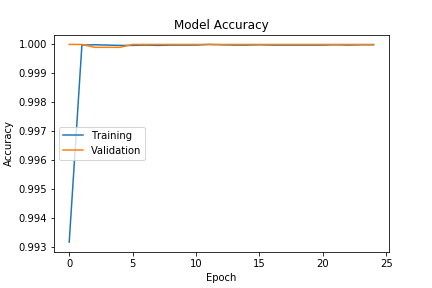 Model Accuracy
1.000
0.999
0.998
0.997
0.996
0.995
0.994
0.993
Accuracy
Training
Validation
0 5 10 15 20 25
Epoch